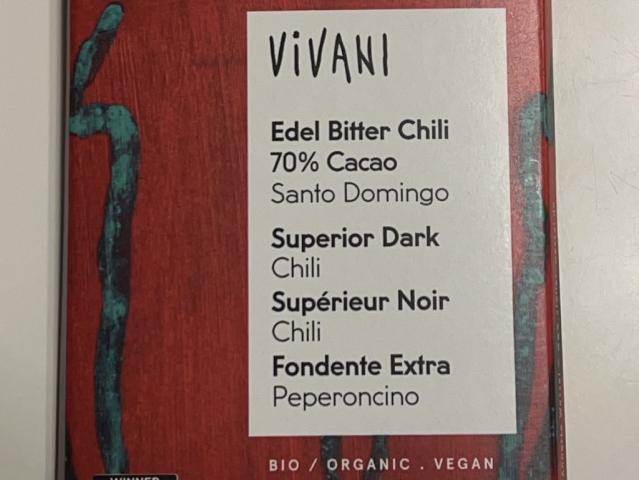 VIVANI
Edel Bitter Chili
70% Cacao
Santo Domingo
Superior Dark
Chili
Supérieur Noir
Chili
Fondente Extra
Peperoncino
BIO / ORGANIC . VEGAN
WINNER